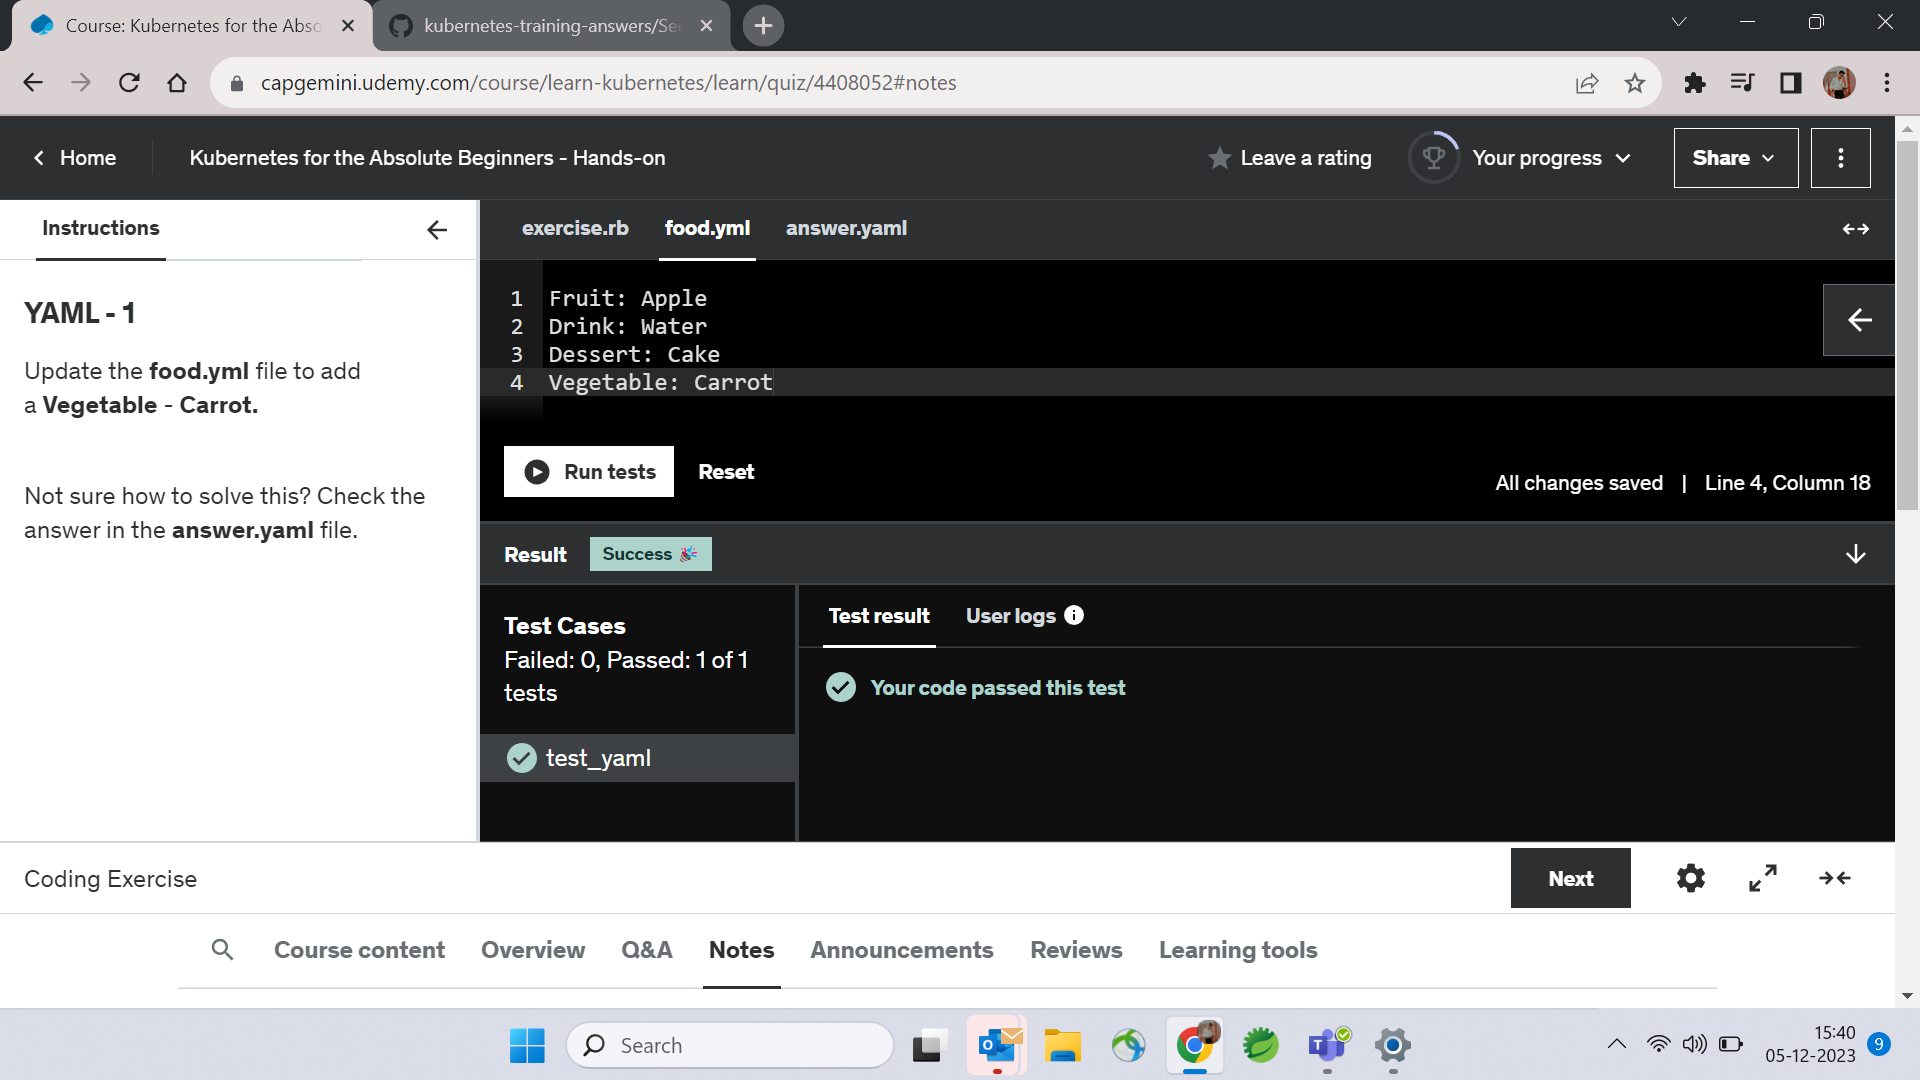 Course: Kubernetes for the Abso
kubernetes-training-answers/Sec
capgemini.udemy.com/course/learn-kubernetes/learn/quiz/4408052#notes
Home
Kubernetes for the Absolute Beginners - Hands-on
Leave a rating
Your progress
Share
Instructions
exercise.rb
food.yml
answer.yaml
YAML - 1
Update the food.yml file to add
a Vegetable - Carrot.
Not sure how to solve this? Check the
answer in the answer.yaml file.
1 Fruit: Apple
2 Drink: Water
3 Dessert: Cake
4 Vegetable: Carrot
Run tests
Reset
All changes saved | Line 4, Column 18
Result
Success
Test Cases
Failed: 0, Passed: 1 of 1
tests
test_yaml
Test result
User logs
Your code passed this test
Coding Exercise
Next
Course content
Overview
Q&A
Notes
Announcements
Reviews
Learning tools
Search
15:40
05-12-2023
9